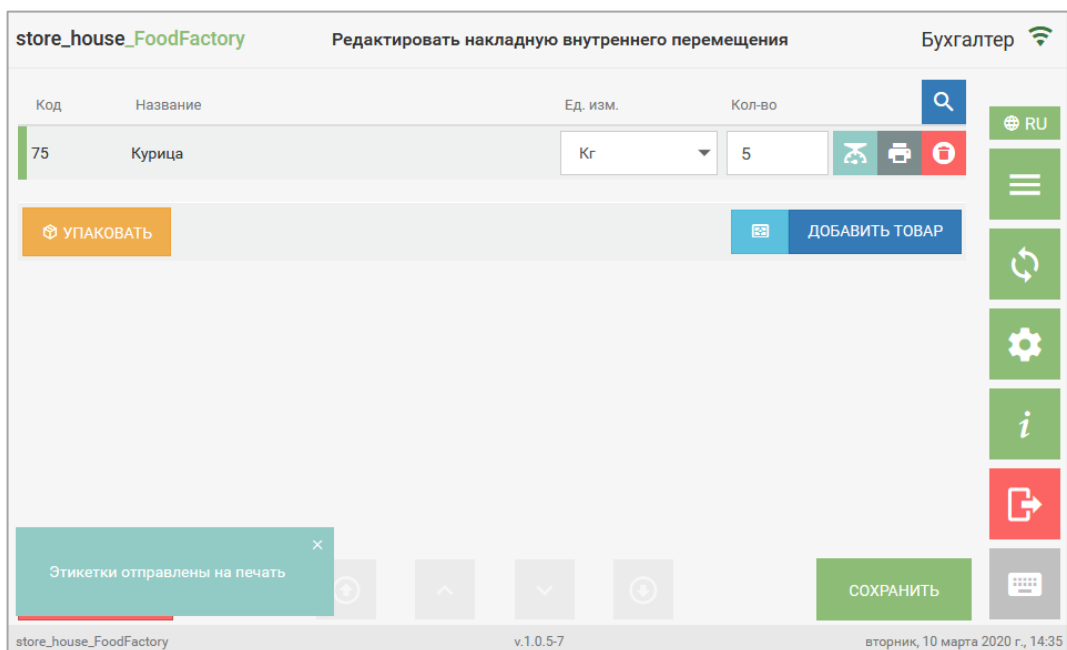 store_house_FoodFactory Редактировать накладную внутреннего перемещения Бухгалтер
Код Название Ед. изм. Кол-во
RU
75 Курица Кг 5
УПАКОВАТЬ ДОБАВИТЬ ТОВАР
i
×
Этикетки отправлены на печать
СОХРАНИТЬ
store_house_FoodFactory v.1.0.5-7 вторник, 10 марта 2020 г., 14:35